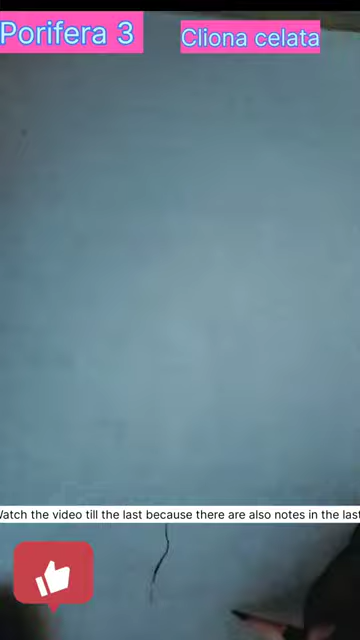 Porifera 3
Cliona celata
Watch the video till the last because there are also notes in the last